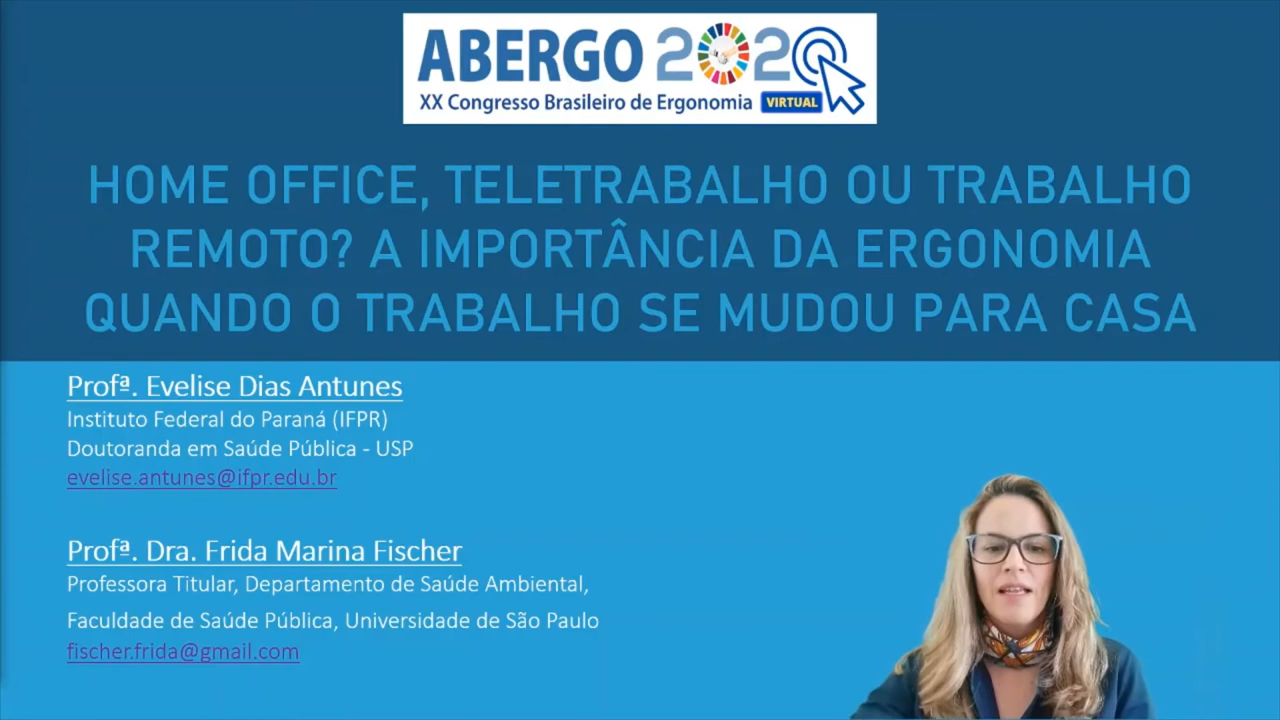 ABERGO 2020
XX Congresso Brasileiro de Ergonomia VIRTUAL
HOME OFFICE, TELETRABALHO OU TRABALHO
REMOTO? A IMPORTÂNCIA DA ERGONOMIA
QUANDO O TRABALHO SE MUDOU PARA CASA
Profª. Evelise Dias Antunes
Instituto Federal do Paraná (IFPR)
Doutoranda em Saúde Pública - USP
evelise.antunes@ifpr.edu.br
Profª. Dra. Frida Marina Fischer
Professora Titular, Departamento de Saúde Ambiental,
Faculdade de Saúde Pública, Universidade de São Paulo
fischer.frida@gmail.com